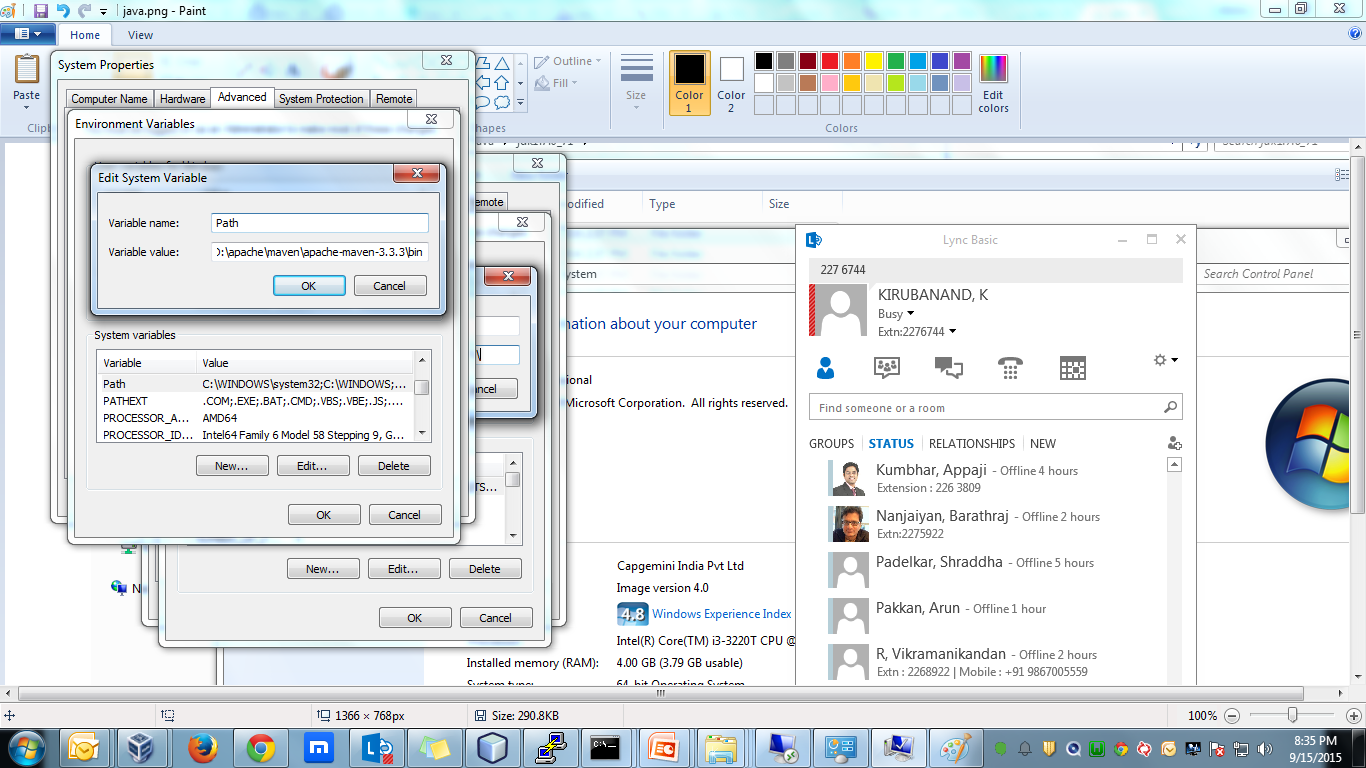 java.png - Paint
Home
View
Paste
Shapes
Outline
Fill
Size
Color 1
Color 2
Edit colors
Colors
System Properties
Computer Name
Hardware
Advanced
System Protection
Remote
Environment Variables
Edit System Variable
Variable name:
Path
Variable value:
:\apache\maven\apache-maven-3.3.3\bin
OK
Cancel
System variables
Variable
Value
Path
C:\WINDOWS\system32;C:\WINDOWS;...
PATHEXT
.COM;.EXE;.BAT;.CMD;.VBS;.VBE;.JS;....
PROCESSOR_A...
AMD64
PROCESSOR_ID...
Intel64 Family 6 Model 58 Stepping 9, G...
New...
Edit...
Delete
OK
Cancel
New...
Edit...
Delete
OK
Cancel
Type
Size
Search Control Panel
mation about your computer
Microsoft Corporation. All rights reserved.
Capgemini India Pvt Ltd
Image version 4.0
4.8 Windows Experience Index
Intel(R) Core(TM) i3-3220T CPU @
Installed memory (RAM):
4.00 GB (3.79 GB usable)
System type:
64-bit Operating System
Lync Basic
227 6744
KIRUBANAND, K
Busy
Extn:2276744
Find someone or a room
GROUPS
STATUS
RELATIONSHIPS
NEW
Kumbhar, Appaji - Offline 4 hours
Extension : 226 3809
Nanjaiyan, Barathraj - Offline 2 hours
Extn:2275922
Padelkar, Shraddha - Offline 5 hours
Pakkan, Arun - Offline 1 hour
R, Vikramanikandan - Offline 2 hours
Extn : 2268922 | Mobile : +91 9867005559
1366 × 768px
Size: 290.8KB
100%
8:35 PM
9/15/2015